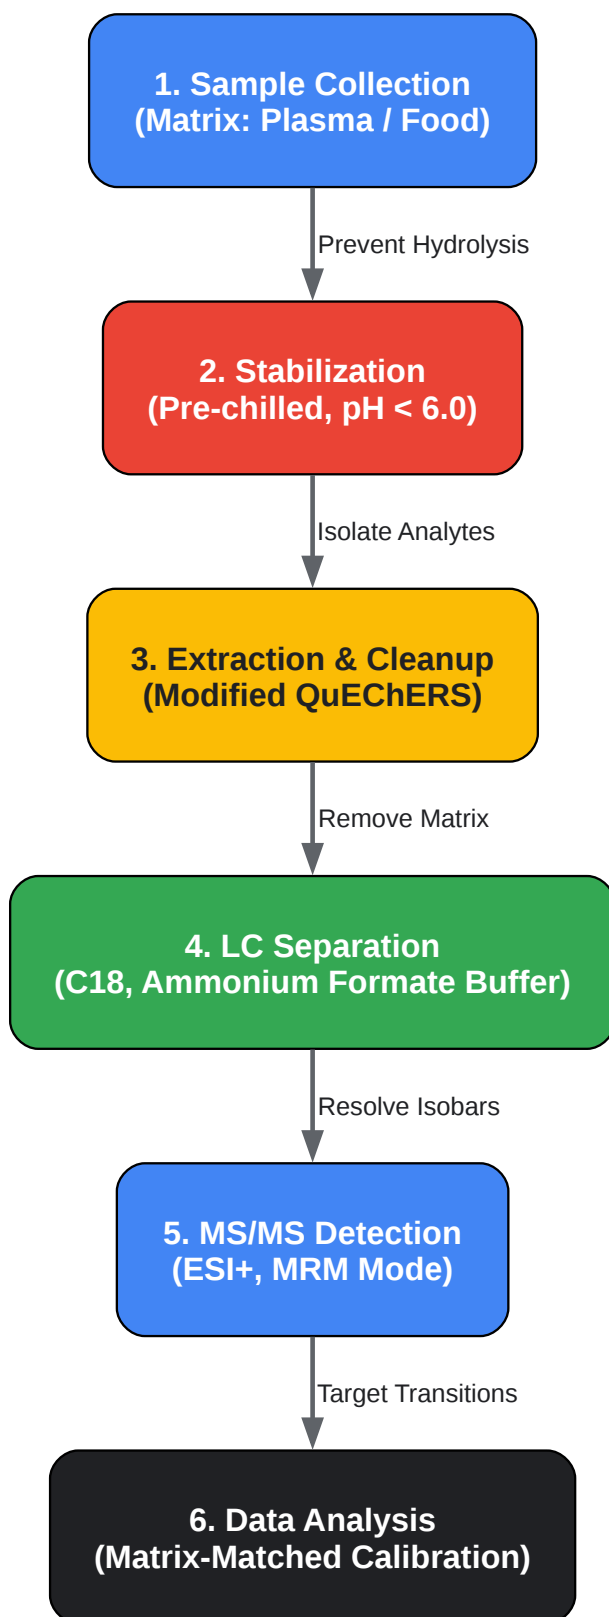 1. Sample Collection
(Matrix: Plasma / Food)
Prevent Hydrolysis
2. Stabilization
(Pre-chilled, pH < 6.0)
Isolate Analytes
3. Extraction & Cleanup
(Modified QuEChERS)
Remove Matrix
4. LC Separation
(C18, Ammonium Formate Buffer)
Resolve Isobars
5. MS/MS Detection
(ESI+, MRM Mode)
Target Transitions
6. Data Analysis
(Matrix-Matched Calibration)